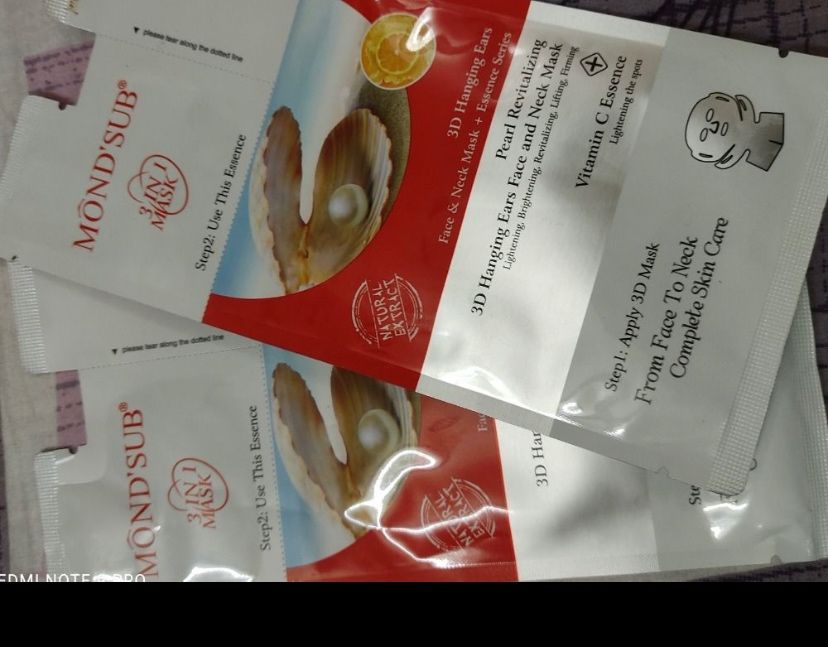 please tear along the dotted line
MOND'SUB®
3 IN 1
MASK
Step2: Use This Essence
NATURAL
EXTRACT
3D Hanging Ears
Face & Neck Mask + Essence Series
Pearl Revitalizing
3D Hanging Ears Face and Neck Mask
Lightening, Brightening, Revitalizing, Lifting, Firming
Vitamin C Essence
Lightening the spots
Step1: Apply 3D Mask
From Face To Neck
Complete Skin Care
please tear along the dotted line
MOND'SUB®
3 IN 1
MASK
Step2: Use This Essence
NATURAL
EXTRACT
3D